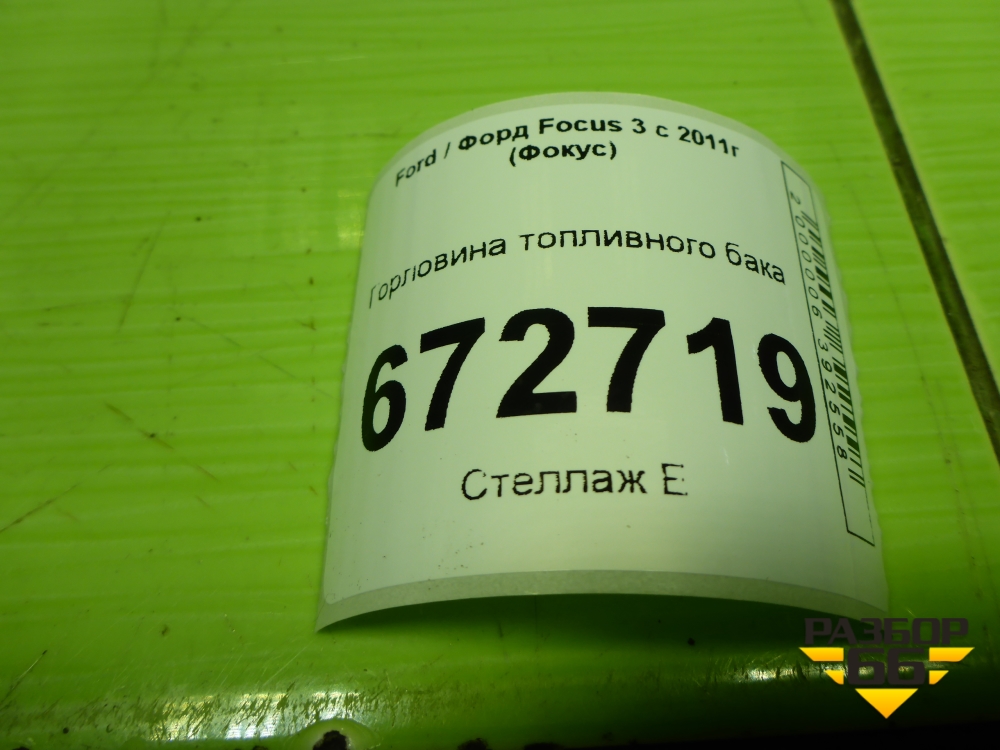 Ford / Форд Focus 3 с 2011г
(Фокус)
Горловина топливного бака
672719
Стеллаж Е
2000006392558
РАЗБОР
66